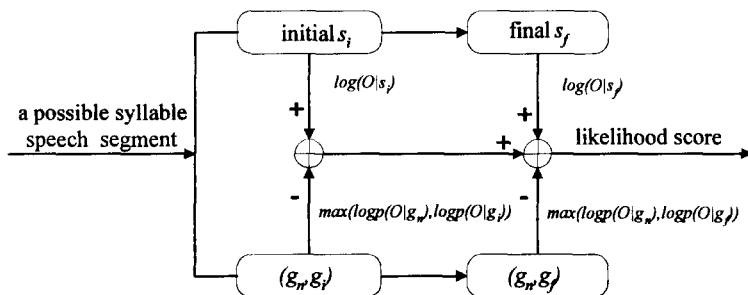 initial s_i
final s_f
log(O|s_i)
log(O|s_f)
a possible syllable
speech segment
+
+
+
likelihood score
-
-
max(logp(O|g_n),logp(O|g_i))
max(logp(O|g_n),logp(O|g_f))
(g_n,g_i)
(g_n,g_f)